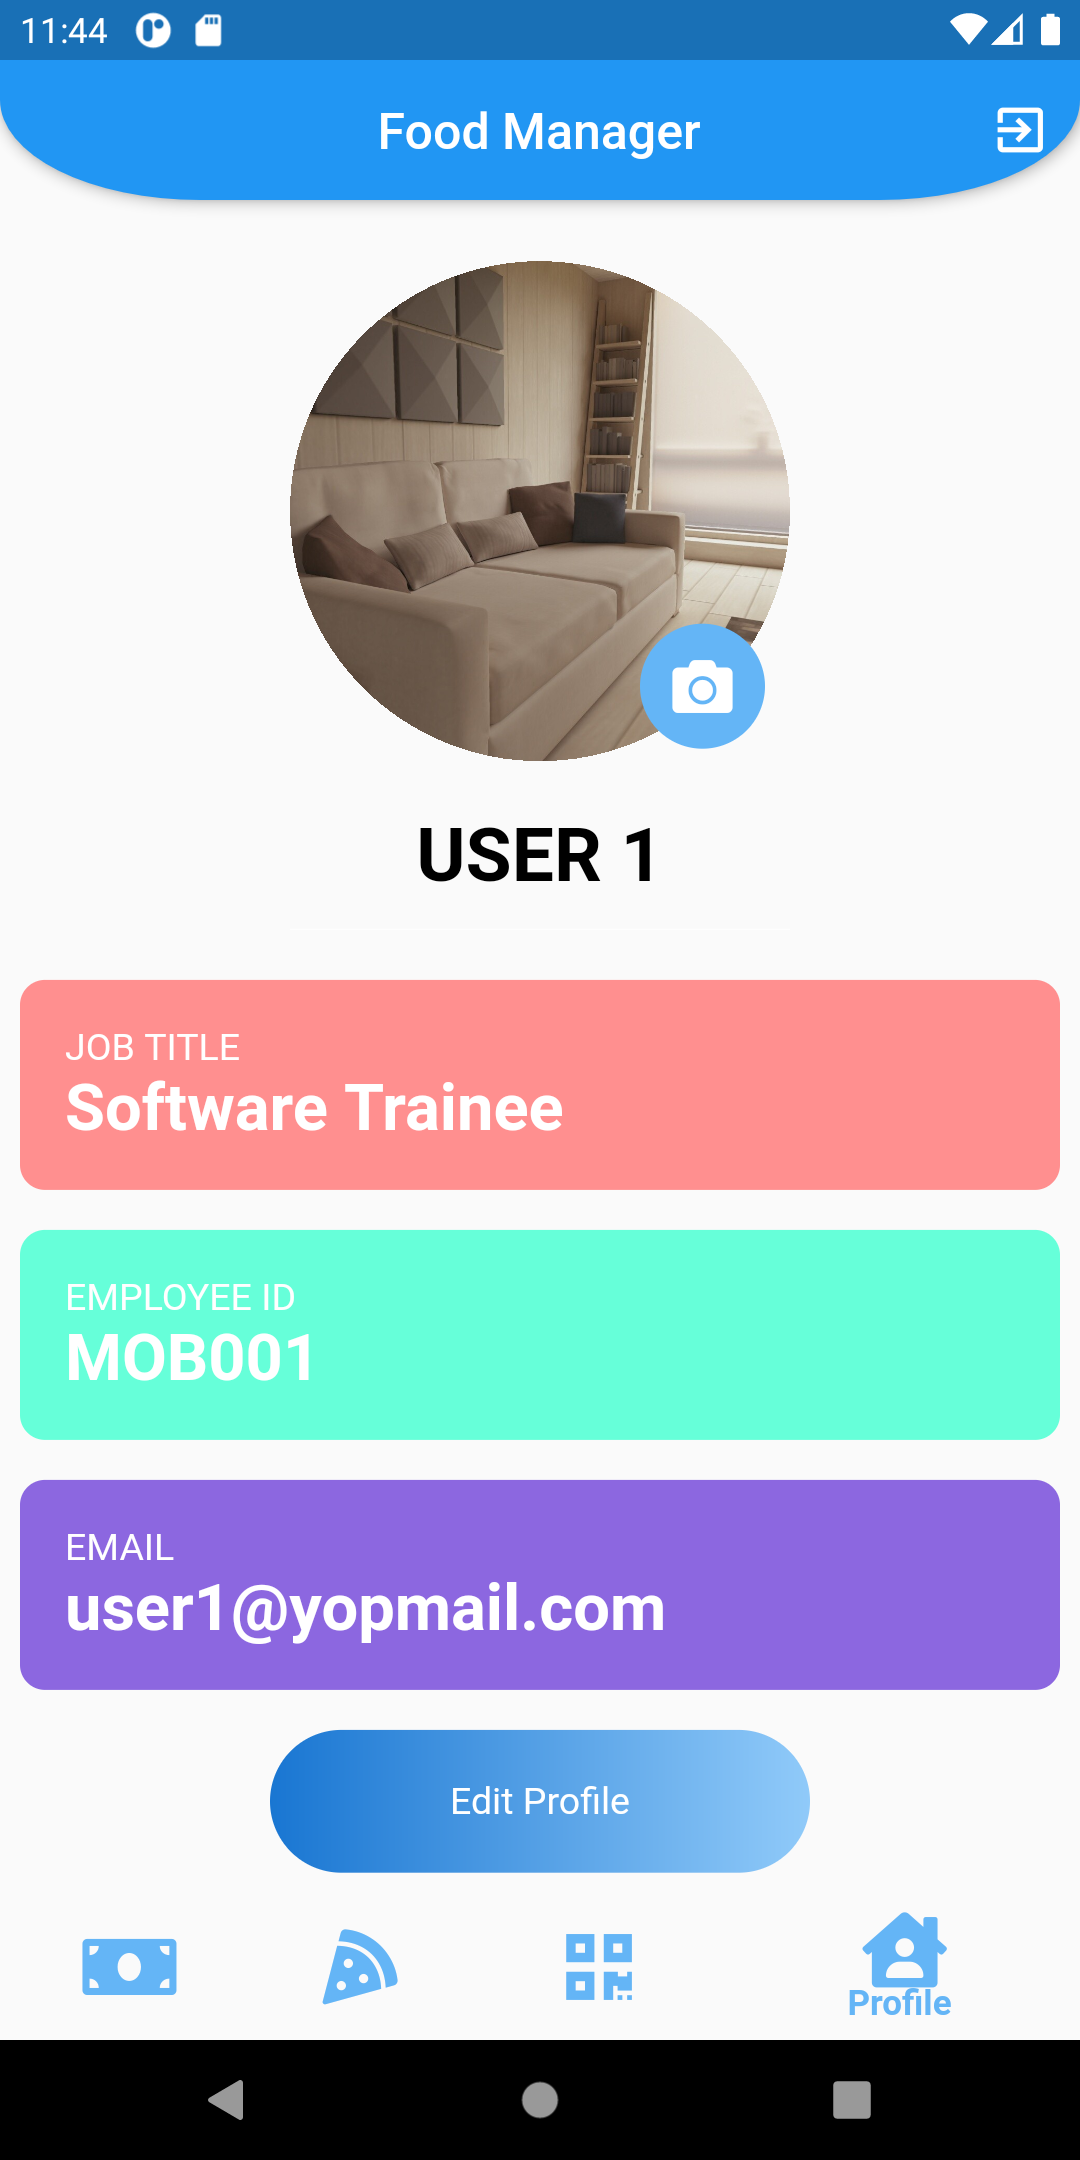 11:44
Food Manager
USER 1
JOB TITLE
Software Trainee
EMPLOYEE ID
MOB001
EMAIL
user1@yopmail.com
Edit Profile
Profile